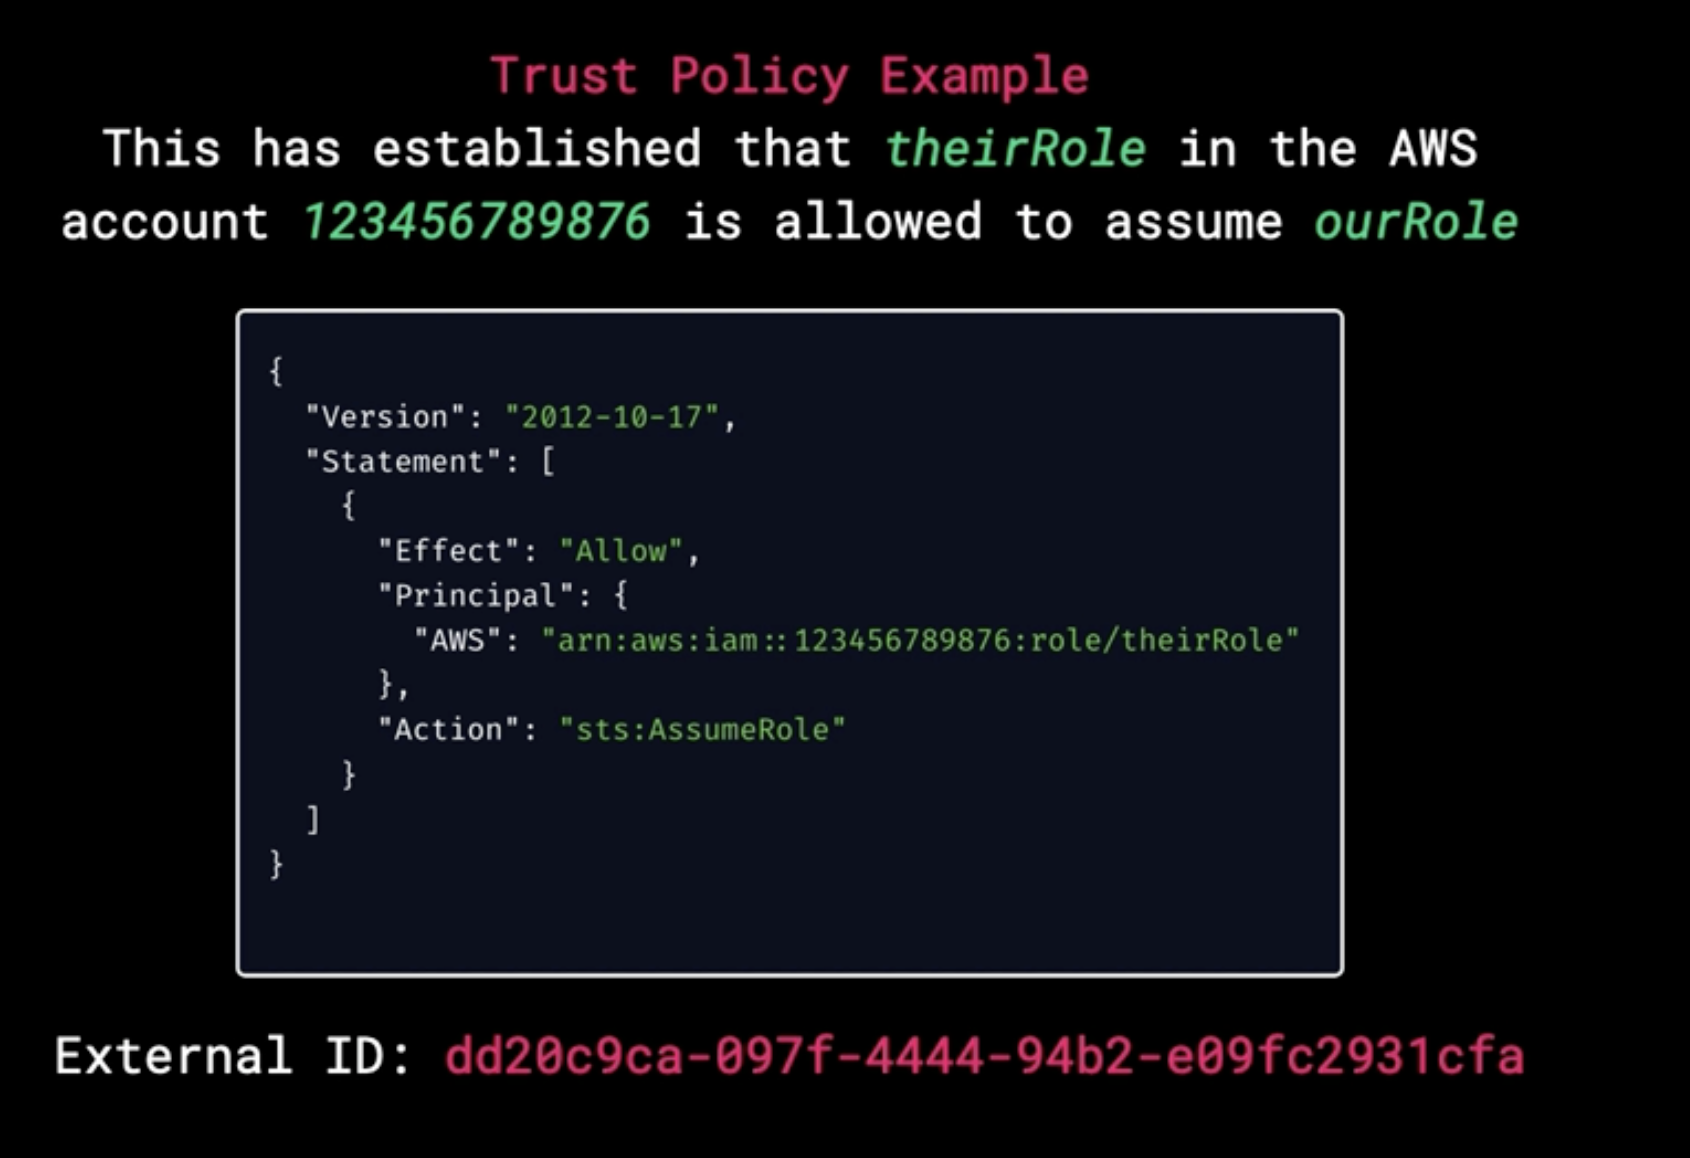 Trust Policy Example
This has established that theirRole in the AWS
account 123456789876 is allowed to assume ourRole
{
  "Version": "2012-10-17",
  "Statement": [
    {
      "Effect": "Allow",
      "Principal": {
        "AWS": "arn:aws:iam::123456789876:role/theirRole"
      },
      "Action": "sts:AssumeRole"
    }
  ]
}
External ID: dd20c9ca-097f-4444-94b2-e09fc2931cfa